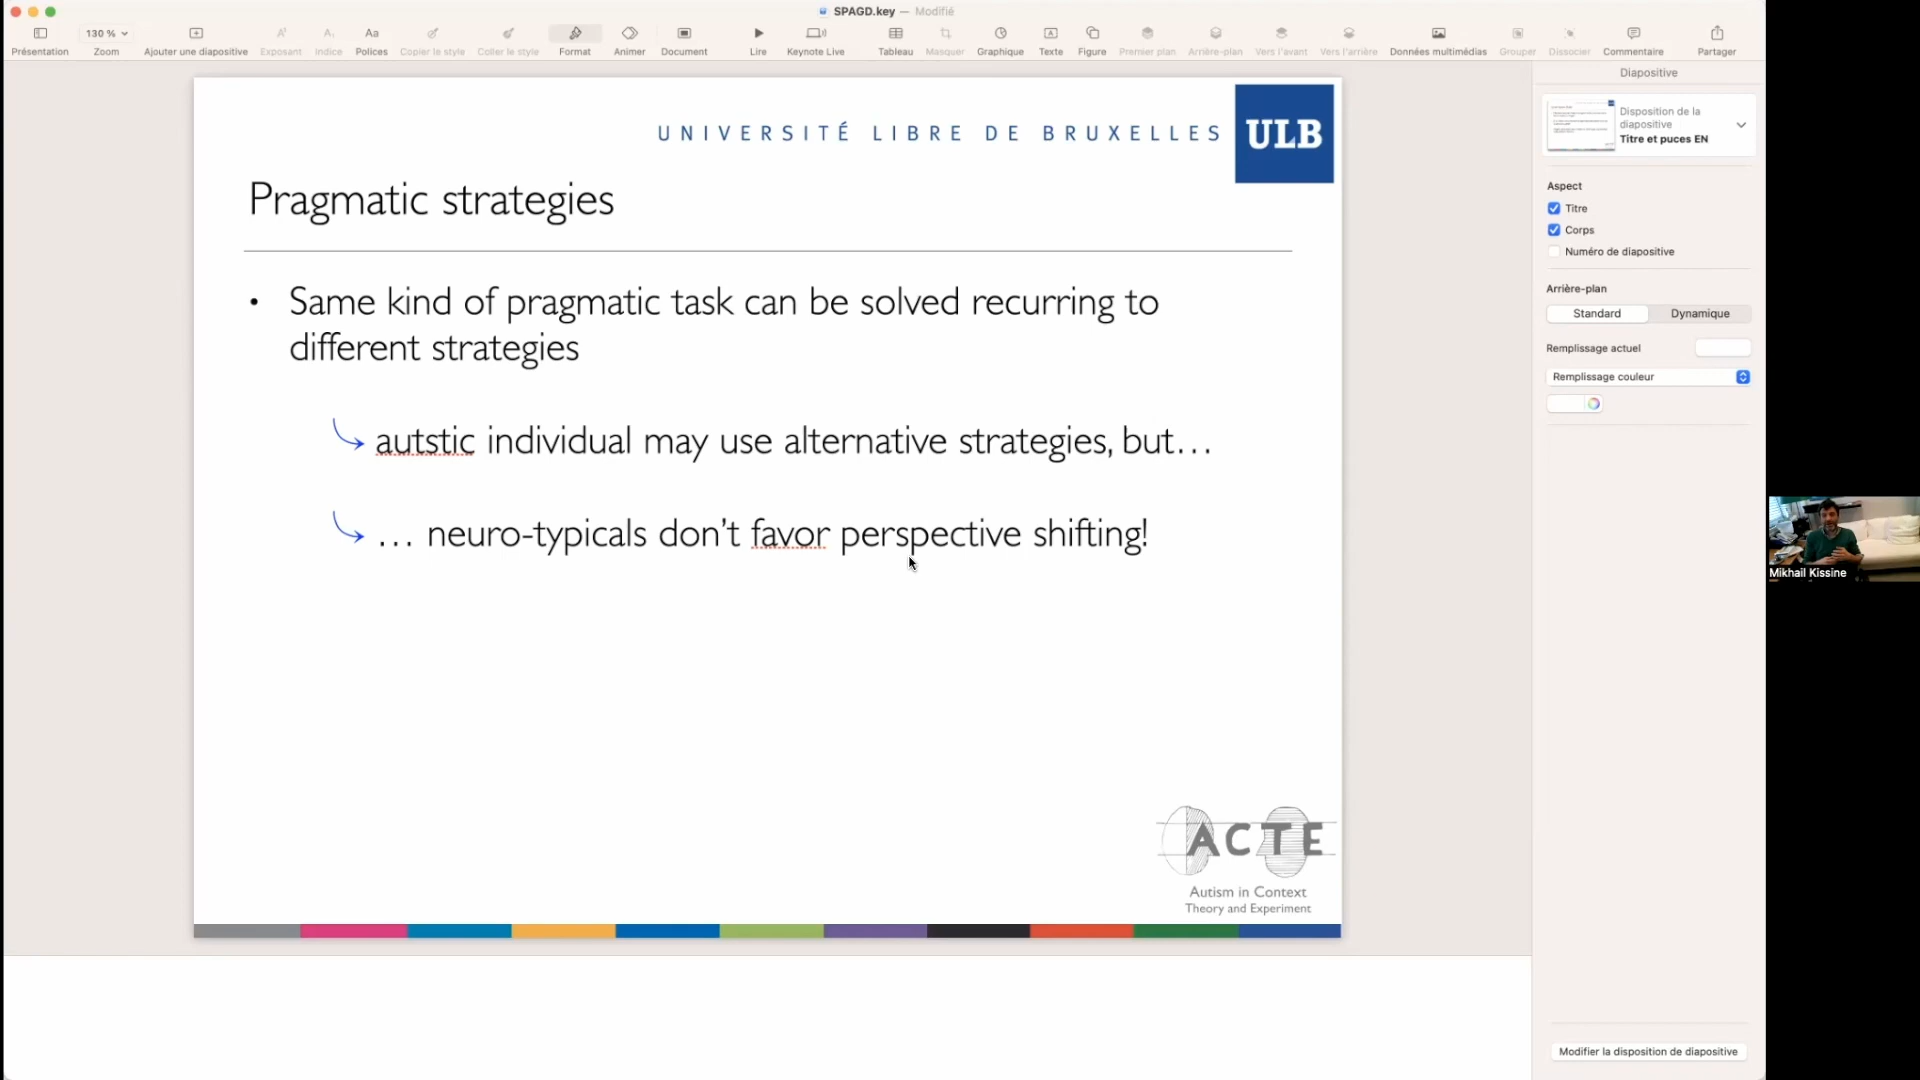 SPAGD.key — Modifié
130 %
Présentation
Zoom
Ajouter une diapositive
Exposant
Indice
Polices
Copier le style
Coller le style
Format
Animer
Document
Lire
Keynote Live
Tableau
Masquer
Graphique
Texte
Figure
Premier plan
Arrière-plan
Vers l'avant
Vers l'arrière
Données multimédias
Grouper
Dissocier
Commentaire
Partager
UNIVERSITÉ LIBRE DE BRUXELLES
ULB
Pragmatic strategies
• Same kind of pragmatic task can be solved recurring to
different strategies
autstic individual may use alternative strategies, but…
… neuro-typicals don't favor perspective shifting!
ACTE
Autism in Context
Theory and Experiment
Diapositive
Disposition de la
diapositive
Titre et puces EN
Aspect
Titre
Corps
Numéro de diapositive
Arrière-plan
Standard
Dynamique
Remplissage actuel
Remplissage couleur
Modifier la disposition de diapositive
Mikhail Kissine